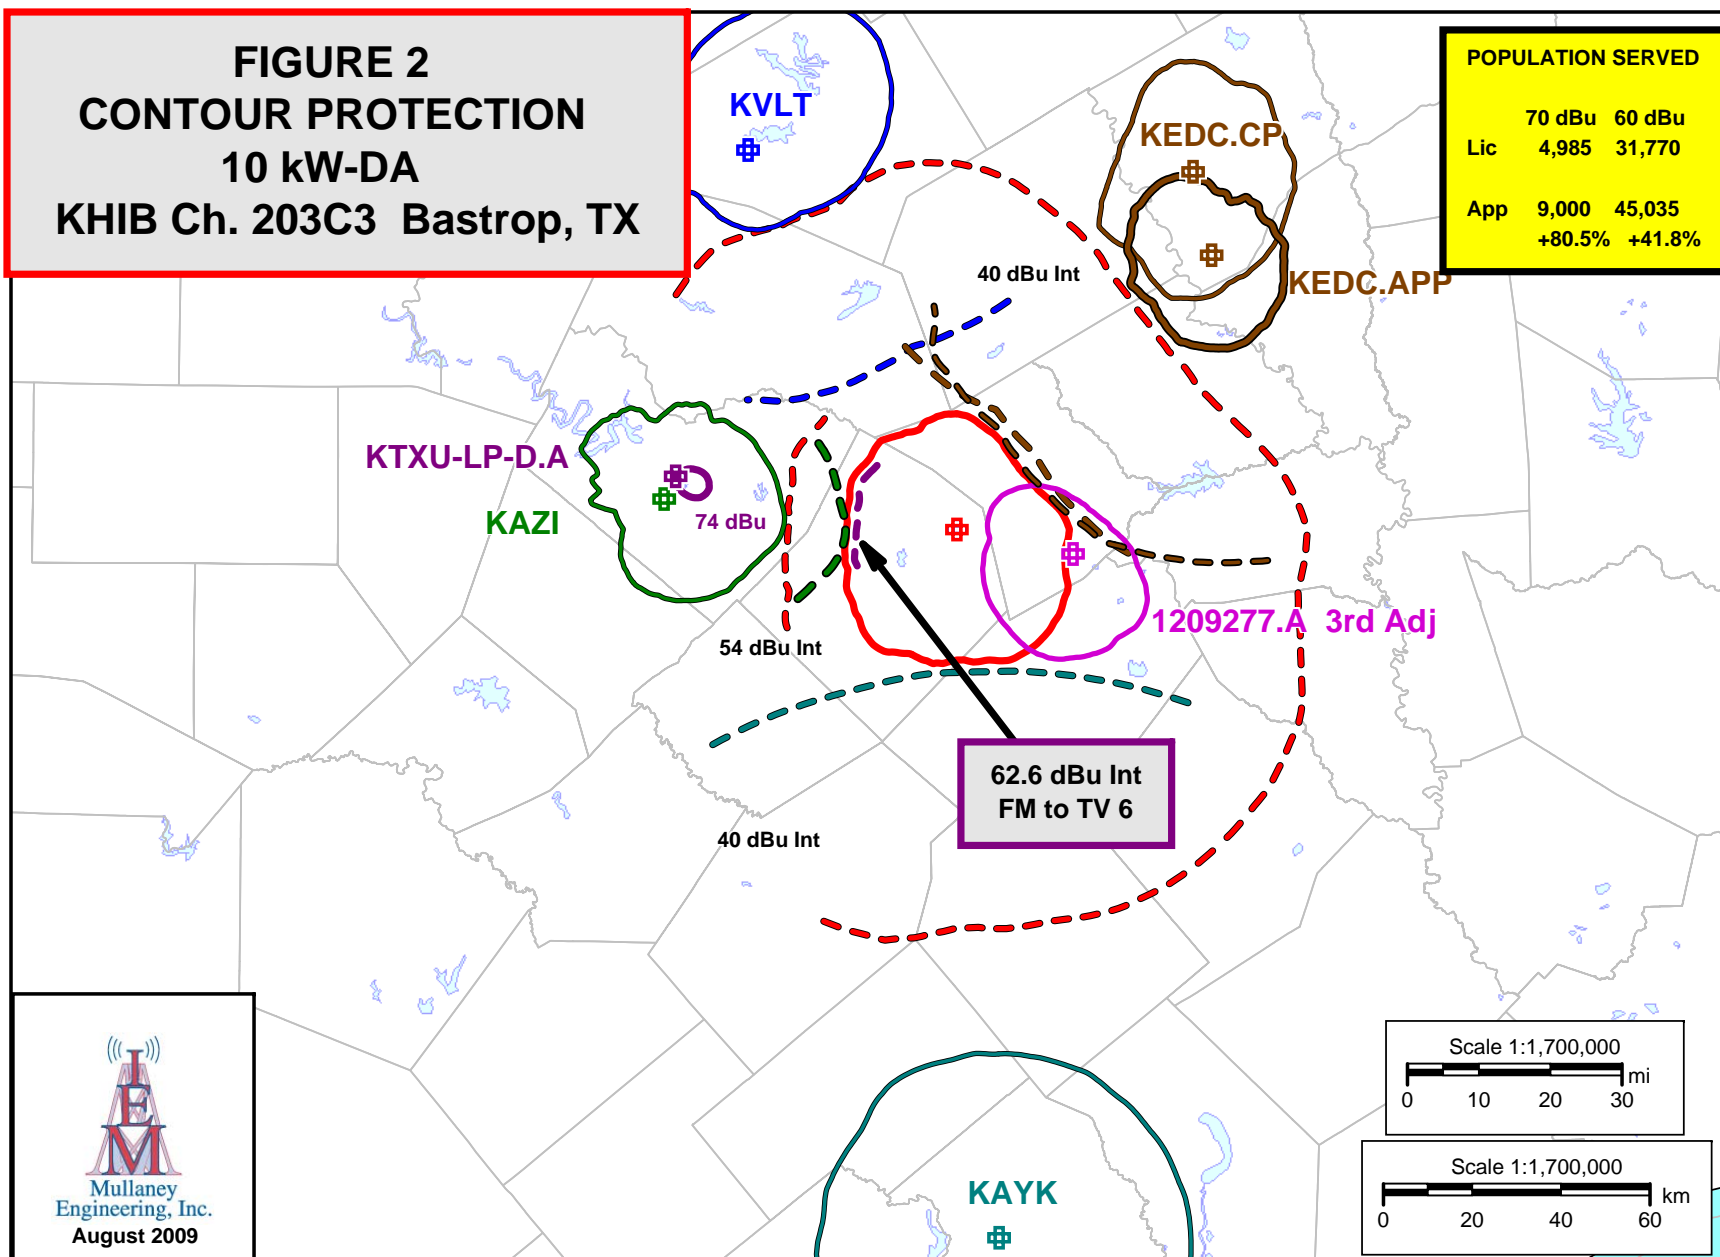 FIGURE 2
CONTOUR PROTECTION
10 kW-DA
KHIB Ch. 203C3 Bastrop, TX
POPULATION SERVED
70 dBu 60 dBu
Lic 4,985 31,770
App 9,000 45,035
+80.5% +41.8%
KVLT
KEDC.CP
KEDC.APP
40 dBu Int
KTXU-LP-D.A
KAZI
74 dBu
1209277.A 3rd Adj
54 dBu Int
62.6 dBu Int
FM to TV 6
40 dBu Int
KAYK
IEM
Mullaney
Engineering, Inc.
August 2009
Scale 1:1,700,000
mi
0 10 20 30
Scale 1:1,700,000
km
0 20 40 60